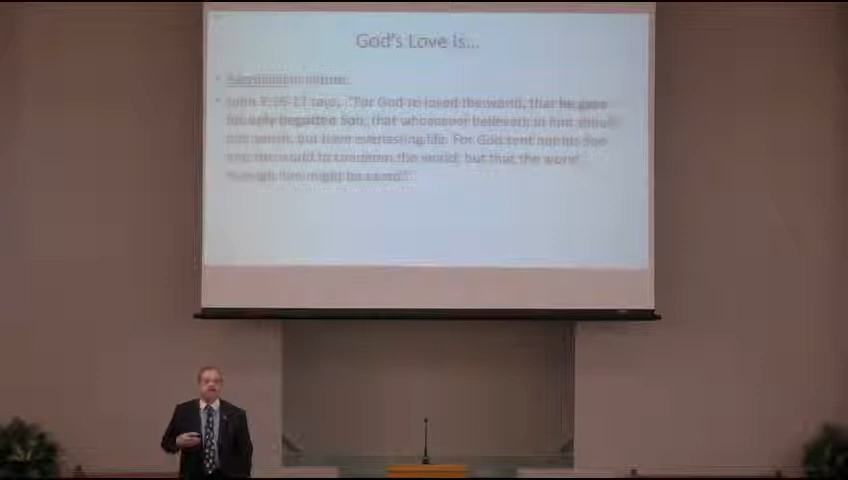 God's Love is...
• Sacrificial in nature.
• John 3:16-17 says, "For God so loved the world, that he gave
his only begotten Son, that whosoever believeth in him should
not perish, but have everlasting life. For God sent not his Son
into the world to condemn the world; but that the world
through him might be saved."